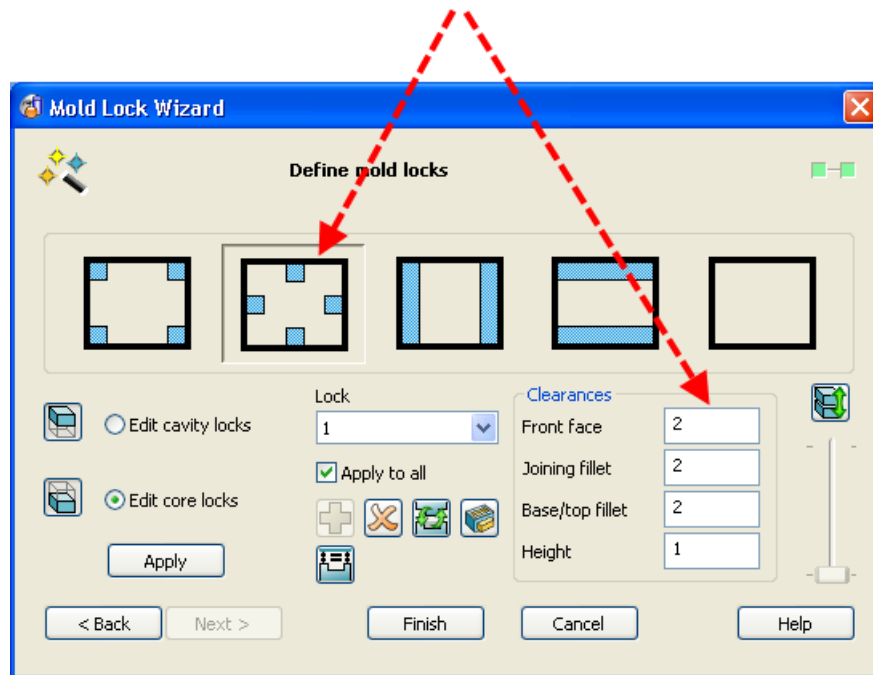 Mold Lock Wizard
Define mold locks
Edit cavity locks
Edit core locks
Apply
Lock
1
Apply to all
Clearances
Front face 2
Joining fillet 2
Base/top fillet 2
Height 1
< Back Next > Finish Cancel Help